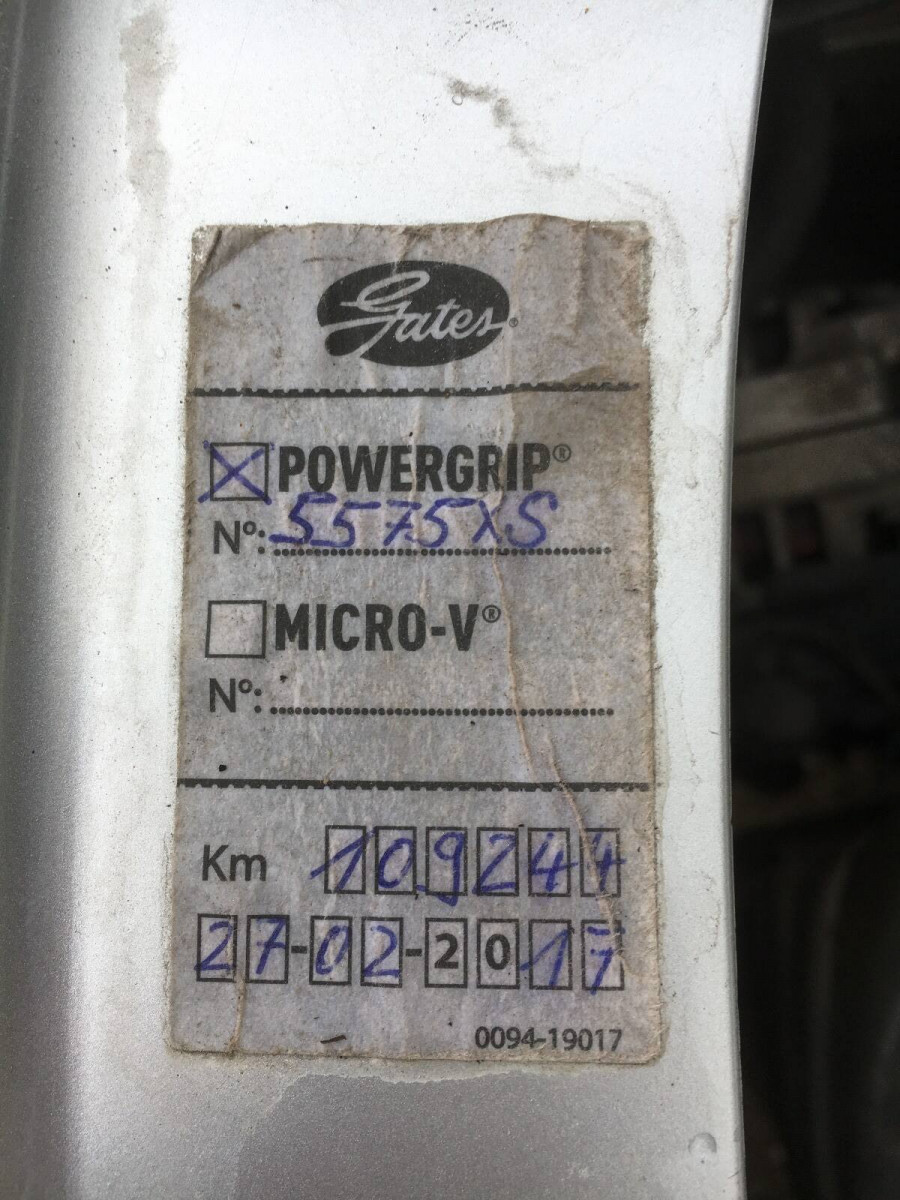 Gates®
POWERGRIP®
Nº: 5575XS
MICRO-V®
Nº:
Km 109244
27-02-2017
0094-19017